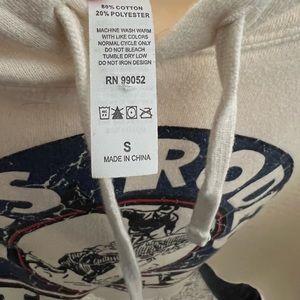 80% COTTON
20% POLYESTER
MACHINE WASH WARM
WITH LIKE COLORS
NORMAL CYCLE ONLY
DO NOT BLEACH
TUMBLE DRY LOW
DO NOT IRON DESIGN
RN 99052
S
MADE IN CHINA
S ROD